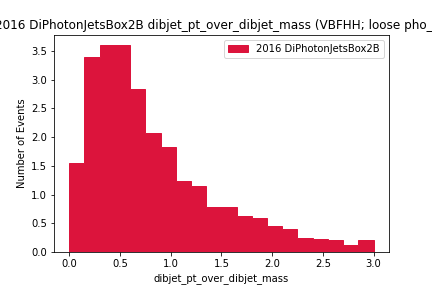 2016 DiPhotonJetsBox2B dibjet_pt_over_dibjet_mass (VBFHH; loose pho_
2016 DiPhotonJetsBox2B
Number of Events
3.5
3.0
2.5
2.0
1.5
1.0
0.5
0.0
0.0 0.5 1.0 1.5 2.0 2.5 3.0
dibjet_pt_over_dibjet_mass